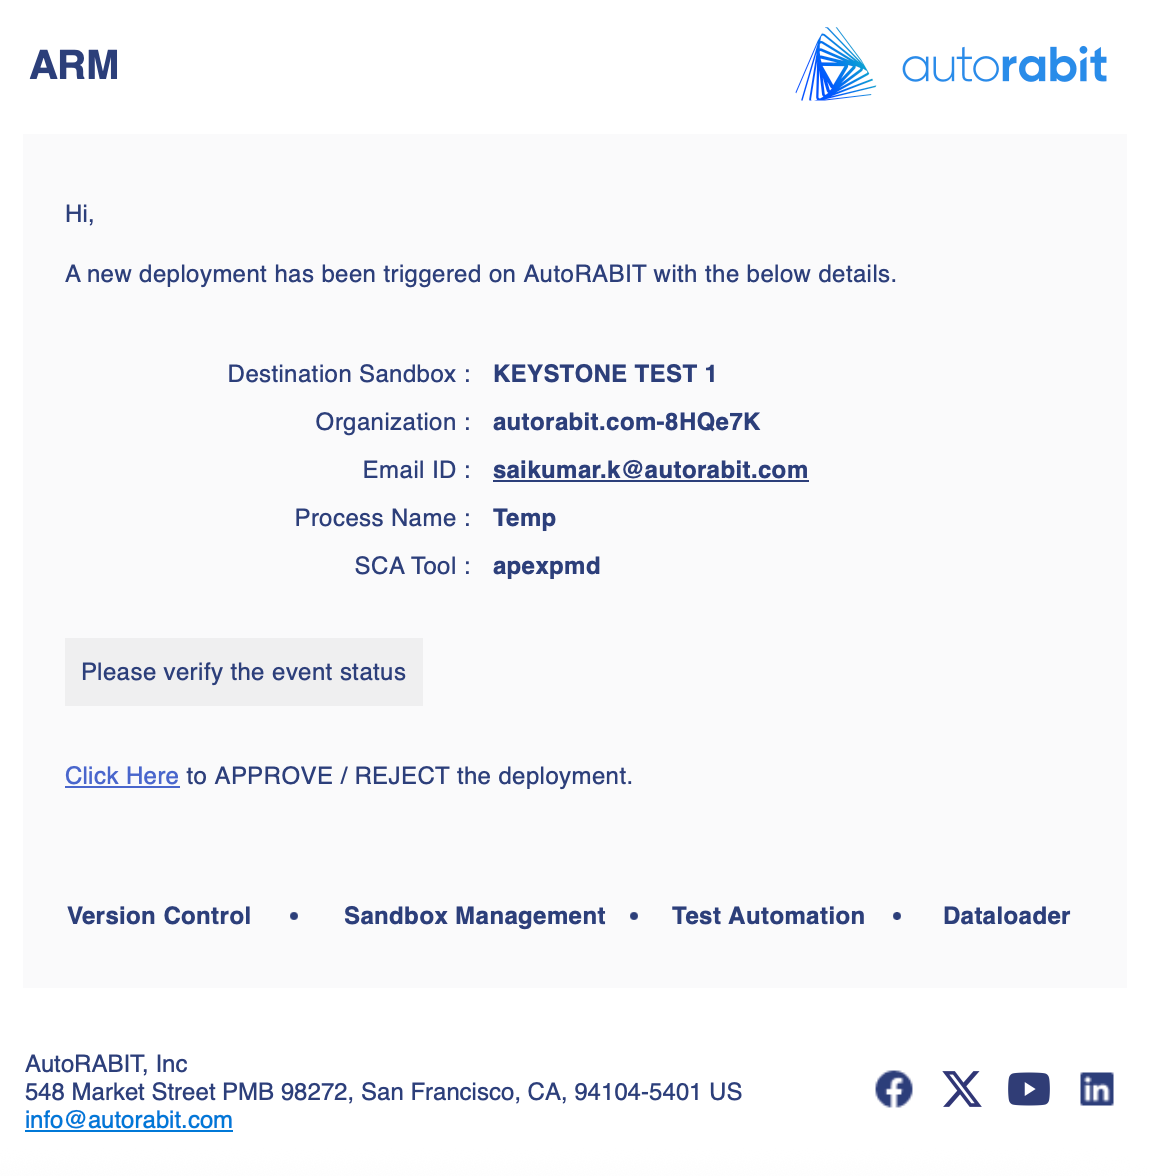 ARM
autorabit
Hi,
A new deployment has been triggered on AutoRABIT with the below details.
Destination Sandbox : KEYSTONE TEST 1
Organization : autorabit.com-8HQe7K
Email ID : saikumar.k@autorabit.com
Process Name : Temp
SCA Tool : apexpmd
Please verify the event status
Click Here to APPROVE / REJECT the deployment.
Version Control • Sandbox Management • Test Automation • Dataloader
AutoRABIT, Inc
548 Market Street PMB 98272, San Francisco, CA, 94104-5401 US
info@autorabit.com